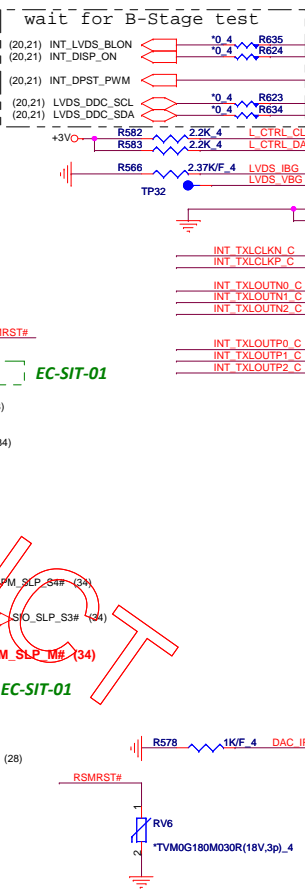 wait for B-Stage test
(20,21) INT_LVDS_BLON *0_4 R635
(20,21) INT_DISP_ON *0_4 R624
(20,21) INT_DPST_PWM
(20,21) LVDS_DDC_SCL *0_4 R623
(20,21) LVDS_DDC_SDA *0_4 R634
+3V R582 2.2K_4 L_CTRL_CL
R583 2.2K_4 L_CTRL_DA
R566 2.37K/F_4 LVDS_IBG
TP32 LVDS_VBG
INT_TXLCLKN_C
INT_TXLCLKP_C
INT_TXLOUTN0_C
INT_TXLOUTN1_C
INT_TXLOUTN2_C
MRST#
INT_TXLOUTP0_C
INT_TXLOUTP1_C
INT_TXLOUTP2_C
EC-SIT-01
)
34)
PM_SLP_S4# (34)
SIO_SLP_S3# (34)
M_SLP_M# (34)
CT
EC-SIT-01
R578 1K/F_4 DAC_I
(28)
RSMRST#
1
RV6
*TVM0G180M030R(18V,3p)_4
2